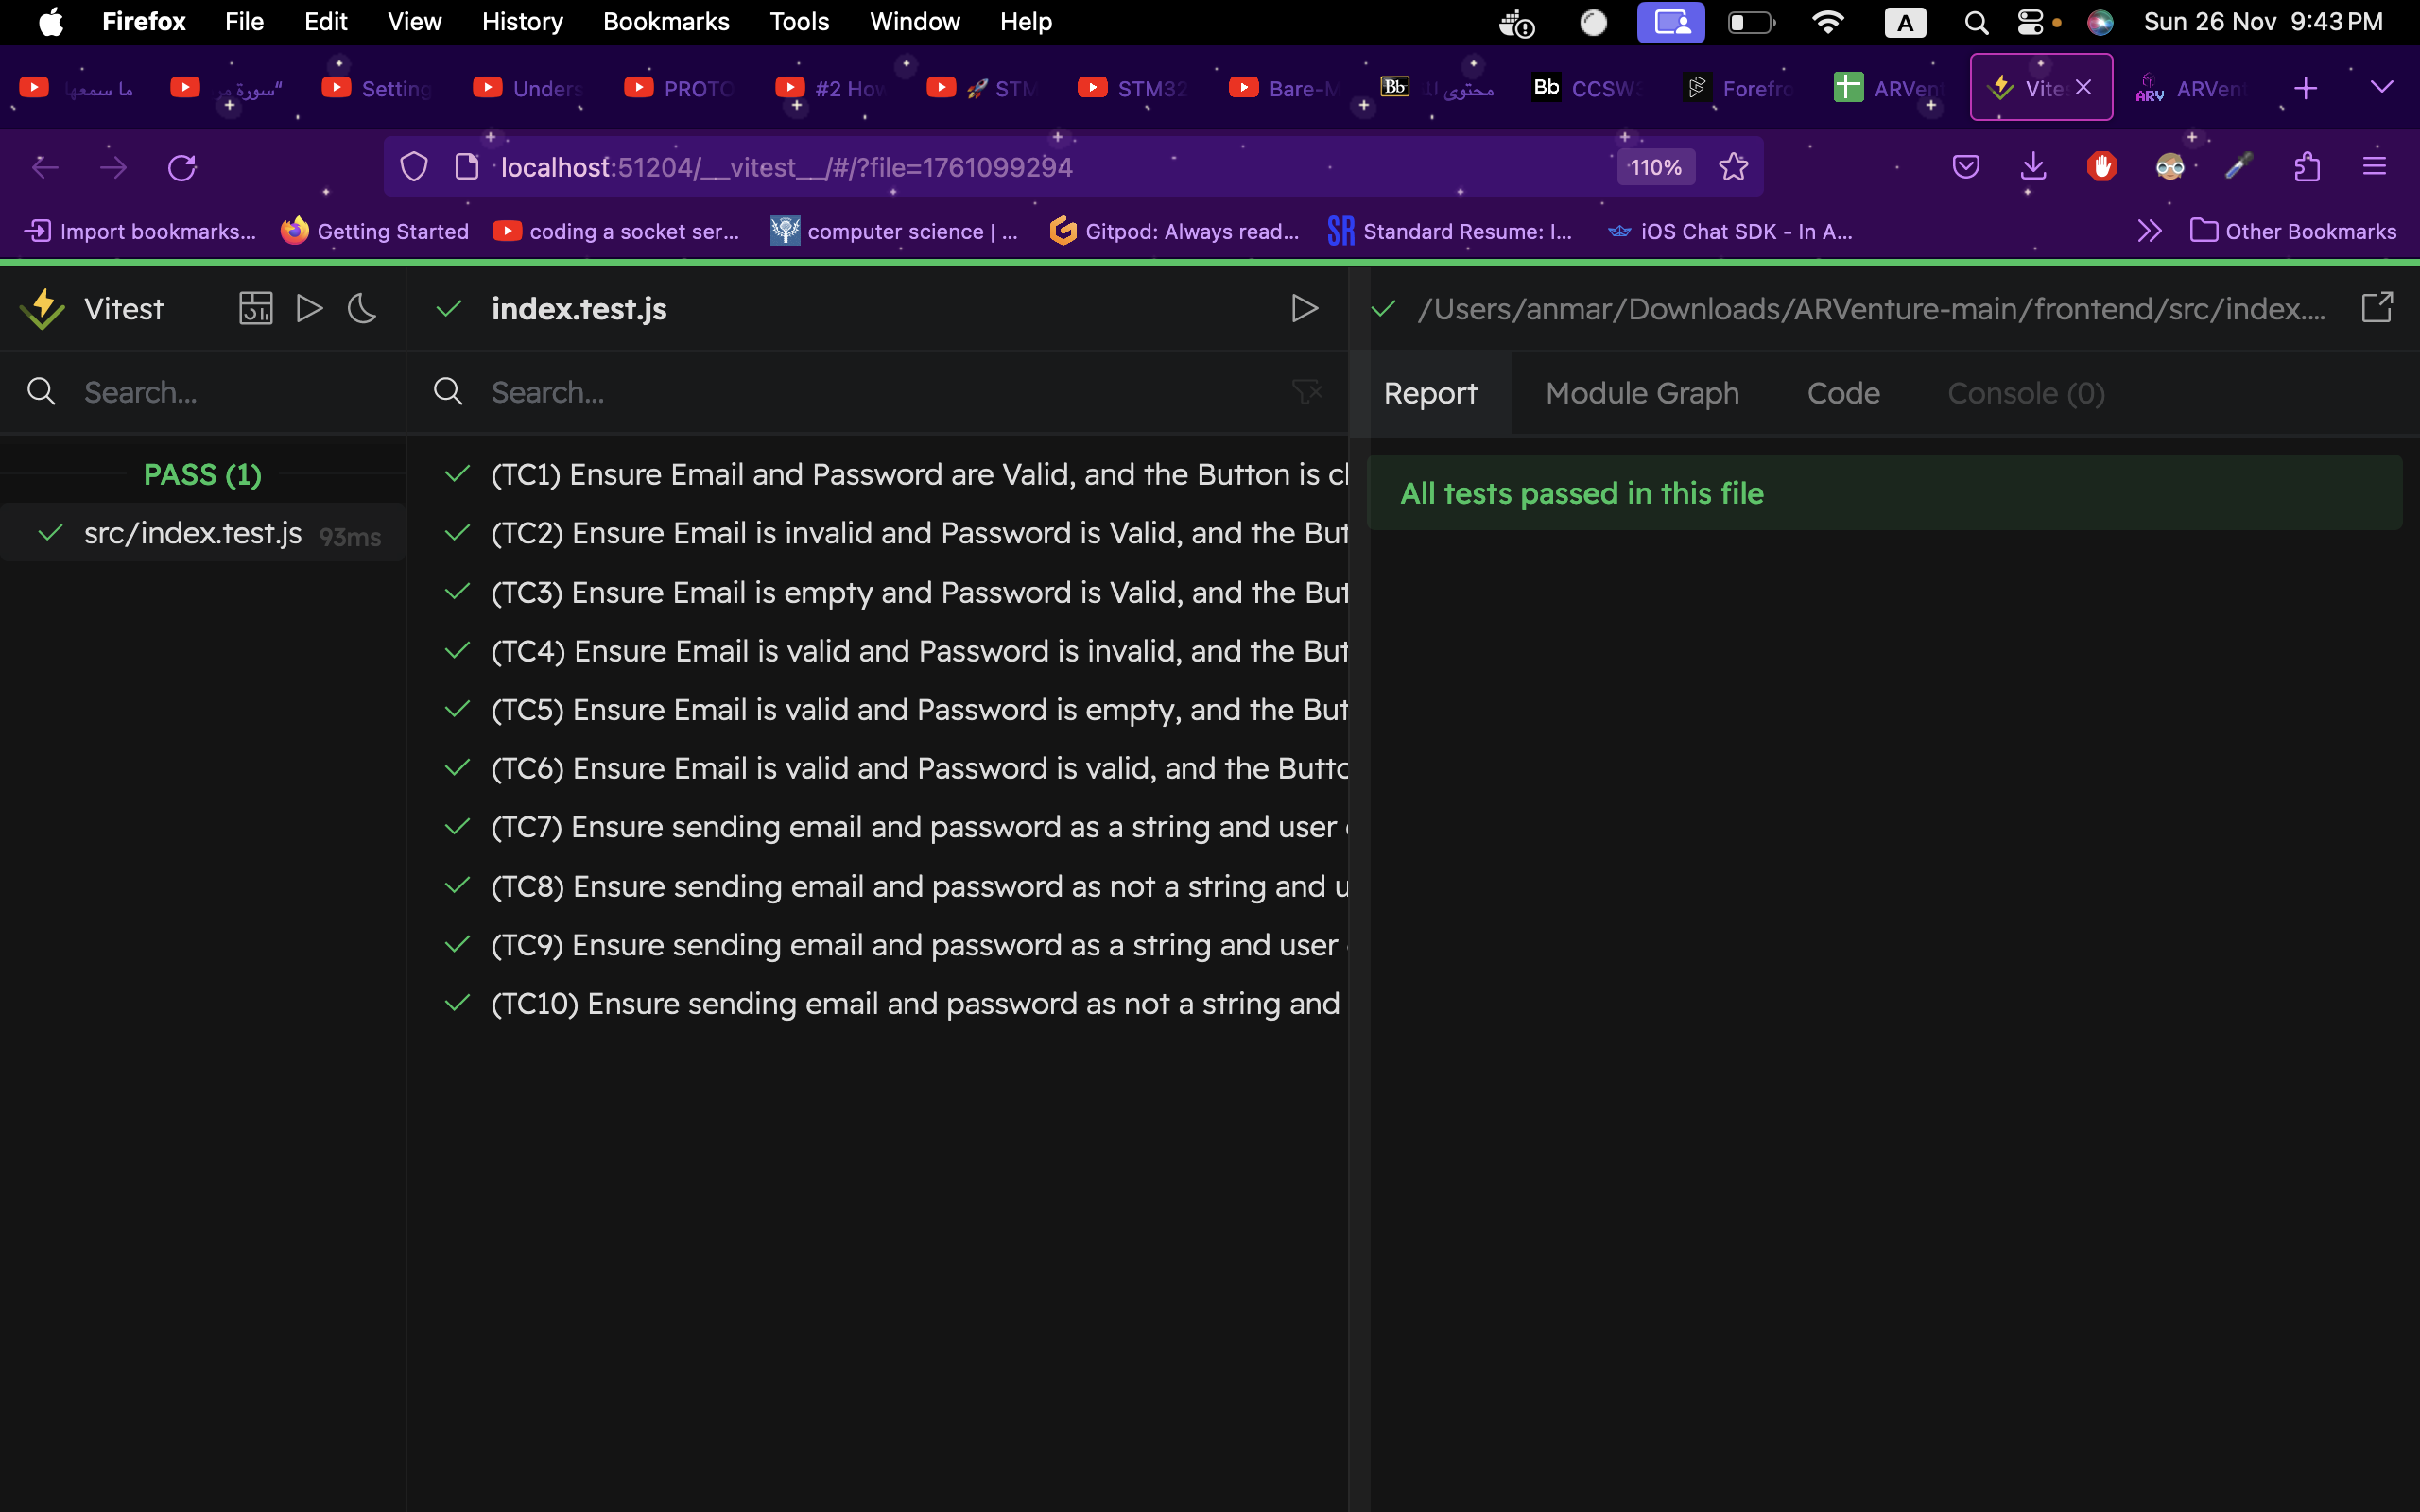 Firefox File Edit View History Bookmarks Tools Window Help A Sun 26 Nov 9:43 PM
ما سمعها "سورة مر Setting Unders PROTO #2 How STM STM32 Bare-M Bb محتوى ال Bb CCSW3 Forefro ARVent Vites ARV ARVent
localhost:51204/__vitest__/#/?file=1761099294 110%
Import bookmarks... Getting Started coding a socket ser... computer science | ... Gitpod: Always read... SR Standard Resume: I... iOS Chat SDK - In A... Other Bookmarks
Vitest index.test.js /Users/anmar/Downloads/ARVenture-main/frontend/src/index....
Search... Search... Report Module Graph Code Console (0)
PASS (1)
src/index.test.js 93ms
(TC1) Ensure Email and Password are Valid, and the Button is cl
(TC2) Ensure Email is invalid and Password is Valid, and the But
(TC3) Ensure Email is empty and Password is Valid, and the But
(TC4) Ensure Email is valid and Password is invalid, and the But
(TC5) Ensure Email is valid and Password is empty, and the But
(TC6) Ensure Email is valid and Password is valid, and the Butto
(TC7) Ensure sending email and password as a string and user
(TC8) Ensure sending email and password as not a string and u
(TC9) Ensure sending email and password as a string and user
(TC10) Ensure sending email and password as not a string and
All tests passed in this file